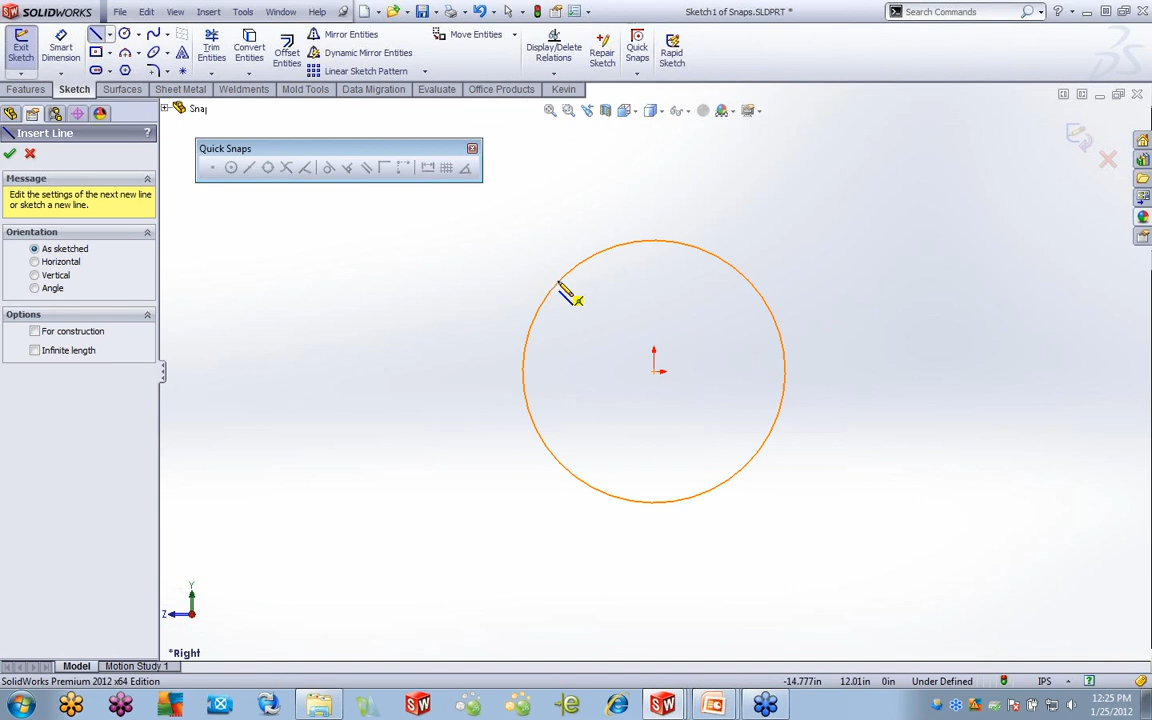 SOLIDWORKS File Edit View Insert Tools Window Help Sketch1 of Snaps.SLDPRT * Search Commands
Exit Sketch
Smart Dimension
Trim Entities
Convert Entities
Offset Entities
Mirror Entities
Dynamic Mirror Entities
Linear Sketch Pattern
Move Entities
Display/Delete Relations
Repair Sketch
Quick Snaps
Rapid Sketch
Features Sketch Surfaces Sheet Metal Weldments Mold Tools Data Migration Evaluate Office Products Kevin
Snap
Insert Line ?
Quick Snaps
Message
Edit the settings of the next new line
or sketch a new line.
Orientation
As sketched
Horizontal
Vertical
Angle
Options
For construction
Infinite length
Y
Z
*Right
Model Motion Study 1
SolidWorks Premium 2012 x64 Edition -14.777in 12.01in 0in Under Defined IPS
12:25 PM
1/25/2012